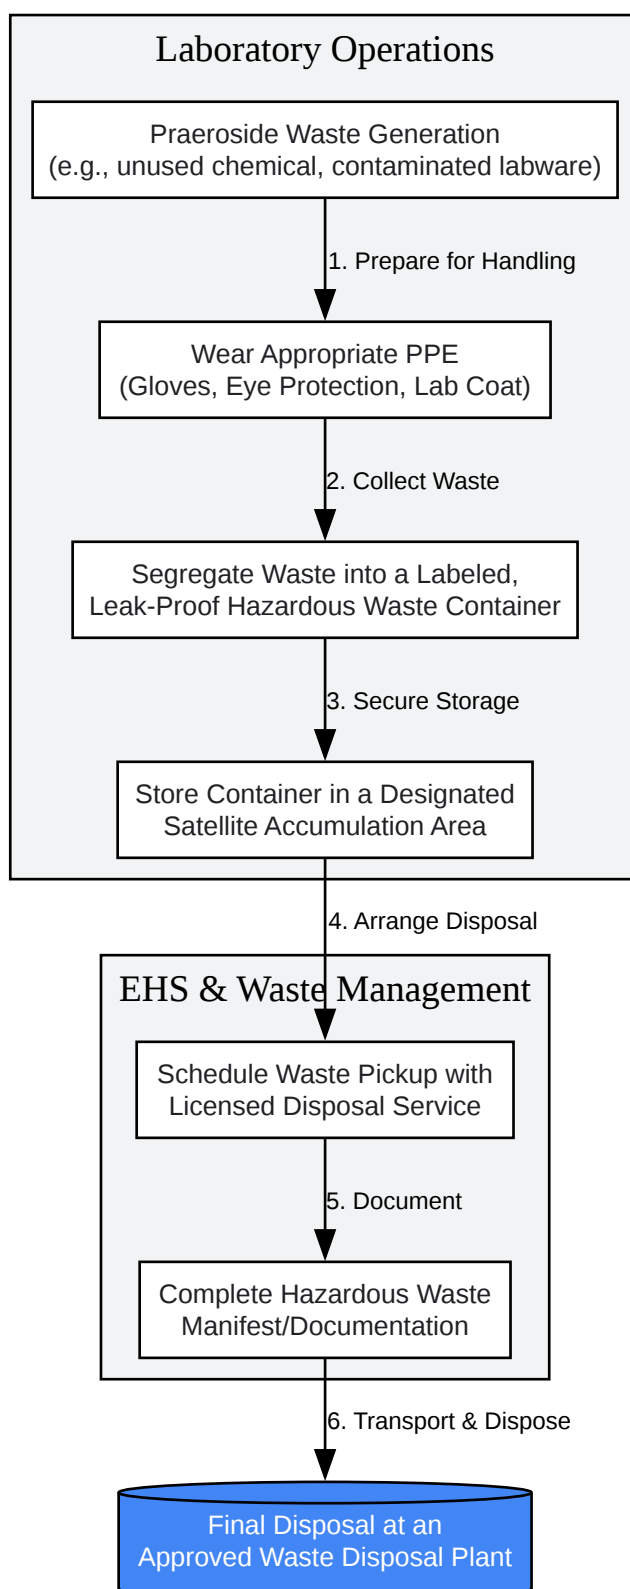 Laboratory Operations
Praeroside Waste Generation
(e.g., unused chemical, contaminated labware)
1. Prepare for Handling
Wear Appropriate PPE
(Gloves, Eye Protection, Lab Coat)
2. Collect Waste
Segregate Waste into a Labeled,
Leak-Proof Hazardous Waste Container
3. Secure Storage
Store Container in a Designated
Satellite Accumulation Area
4. Arrange Disposal
EHS & Waste Management
Schedule Waste Pickup with
Licensed Disposal Service
5. Document
Complete Hazardous Waste
Manifest/Documentation
6. Transport & Dispose
Final Disposal at an
Approved Waste Disposal Plant